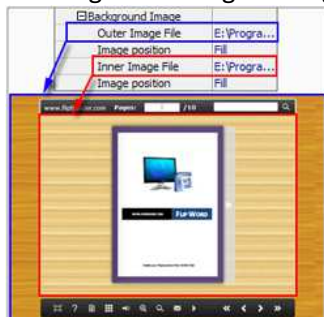 Background Image
Outer Image File E:\Progra...
Image position Fill
Inner Image File E:\Progra...
Image position Fill
Pages: /10
FLIP WORD